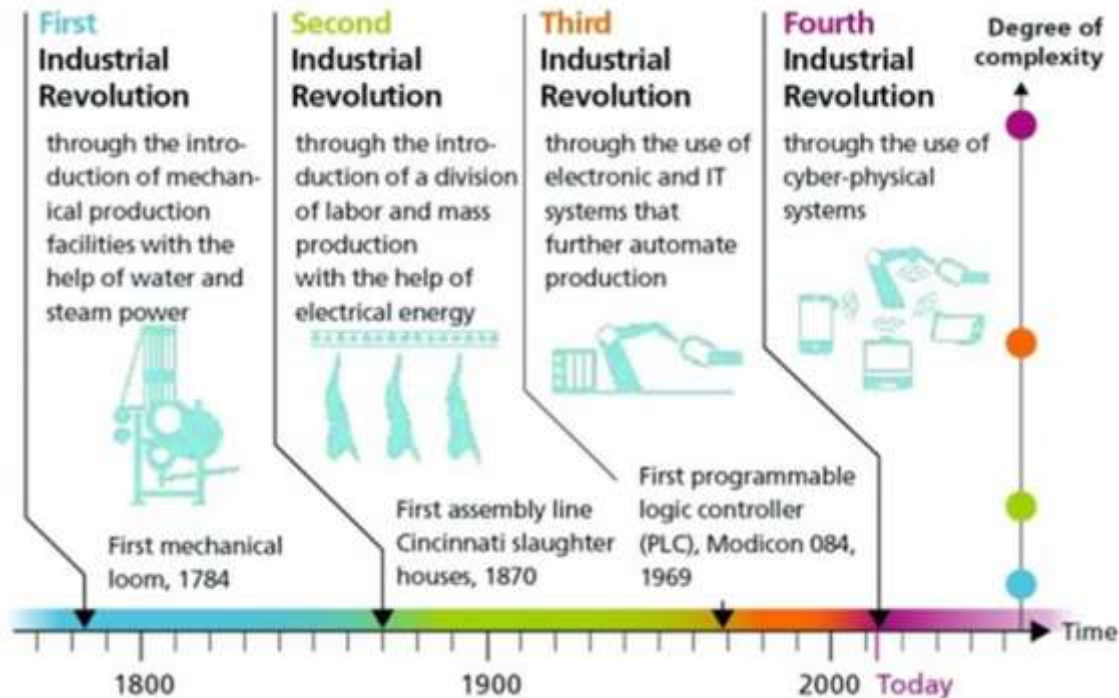 First
Industrial
Revolution
through the intro-
duction of mechan-
ical production
facilities with the
help of water and
steam power
First mechanical
loom, 1784
Second
Industrial
Revolution
through the intro-
duction of a division
of labor and mass
production
with the help of
electrical energy
First assembly line
Cincinnati slaughter
houses, 1870
Third
Industrial
Revolution
through the use of
electronic and IT
systems that
further automate
production
First programmable
logic controller
(PLC), Modicon 084,
1969
Fourth
Industrial
Revolution
through the use of
cyber-physical
systems
Degree of
complexity
Time
1800
1900
2000
Today